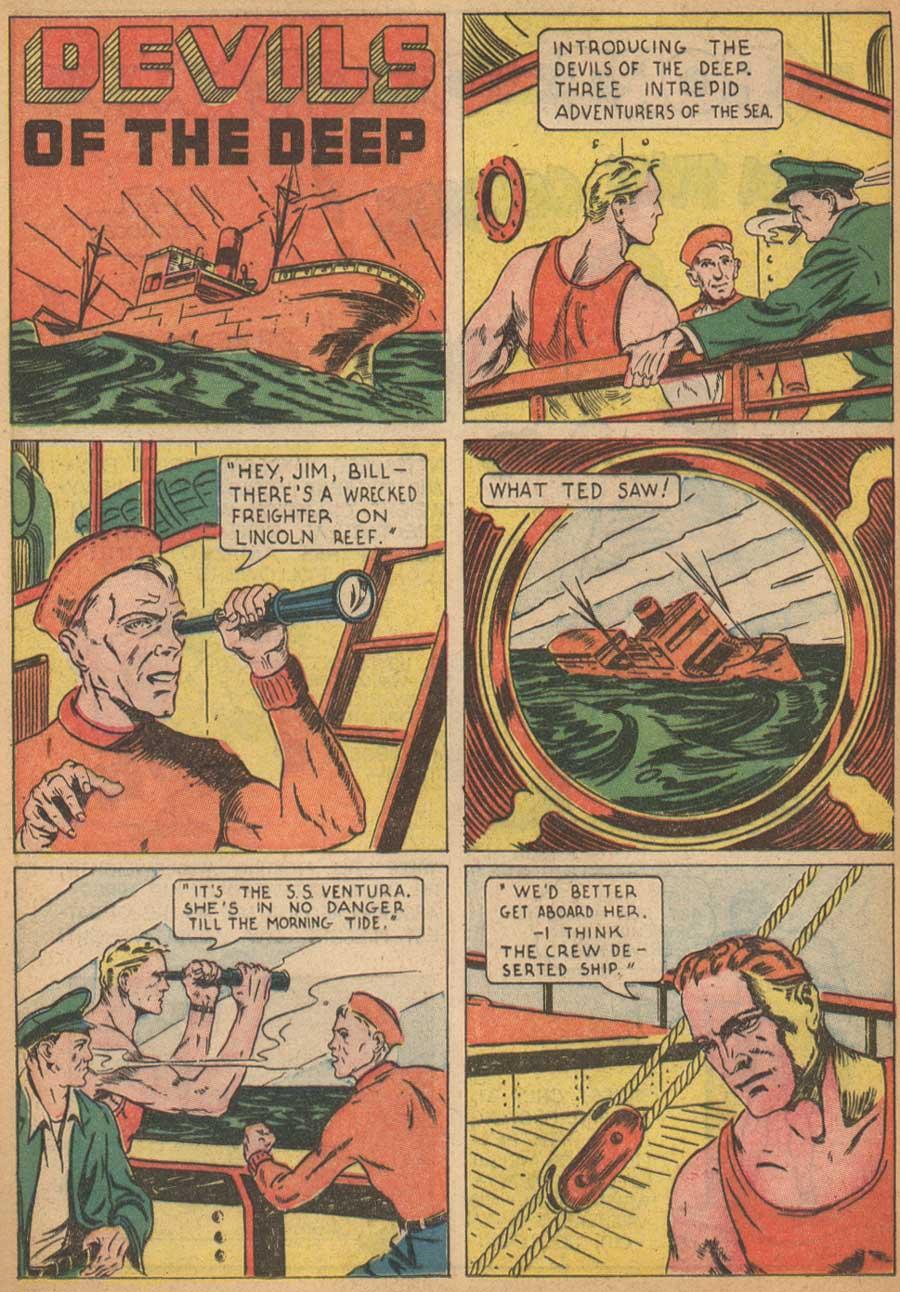 DEVILS
OF THE DEEP
INTRODUCING THE
DEVILS OF THE DEEP.
THREE INTREPID
ADVENTURERS OF THE SEA.
"HEY, JIM, BILL—
THERE'S A WRECKED
FREIGHTER ON
LINCOLN REEF."
WHAT TED SAW!
"IT'S THE S.S. VENTURA.
SHE'S IN NO DANGER
TILL THE MORNING TIDE."
"WE'D BETTER
GET ABOARD HER.
-I THINK
THE CREW DE-
SERTED SHIP."